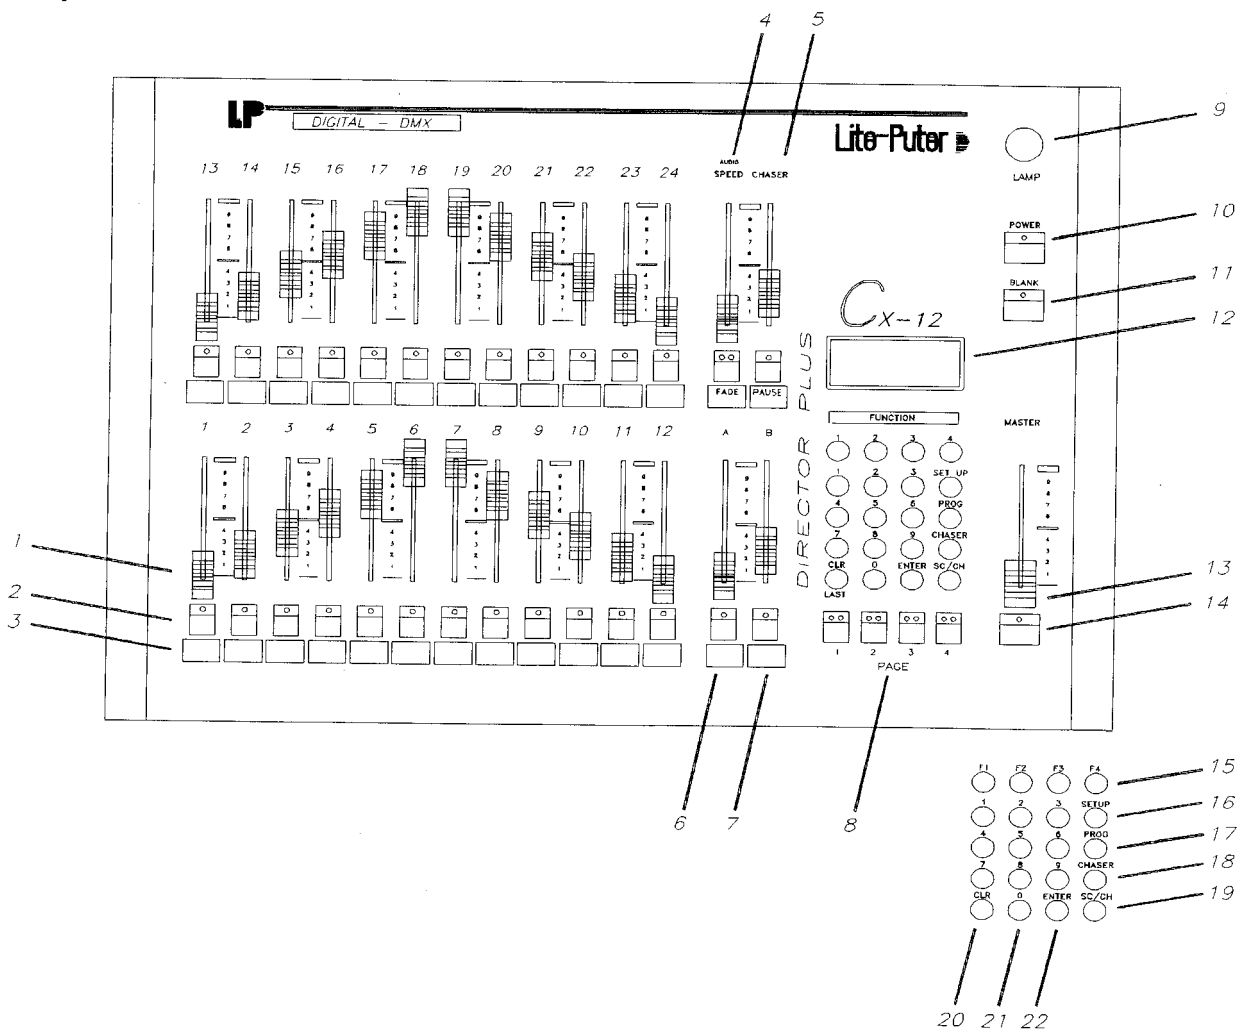 4 5
LP
DIGITAL - DMX
Lite-Puter
9
LAMP
13 14 15 16 17 18 19 20 21 22 23 24
AUDIO
SPEED CHASER
POWER
10
BLANK
11
CX-12
12
FADE PAUSE
DIRECTOR PLUS
FUNCTION
MASTER
1 2 3 4 5 6 7 8 9 10 11 12
A B
1 2 3 4
1 2 3 SET UP
4 5 6 PROG
7 8 9 CHASER
CLR 0 ENTER SC/CH
LAST
1
2
3
13
14
1 2 3 4
PAGE
6 7 8
F1 F2 F3 F4 15
1 2 3 SETUP 16
4 5 6 PROG 17
7 8 9 CHASER 18
CLR 0 ENTER SC/CH 19
20 21 22